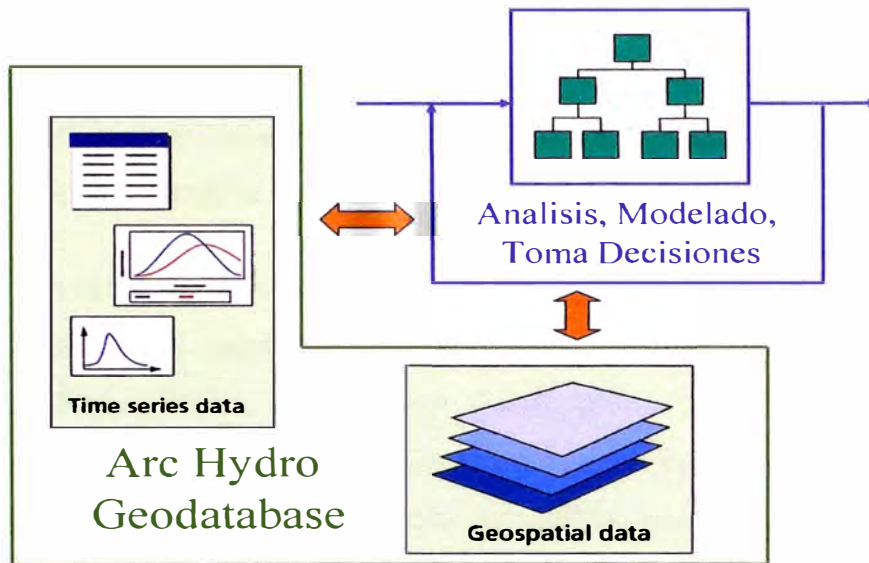 Analisis, Modelado,
Toma Decisiones
Time series data
Arc Hydro
Geodatabase
Geospatial data